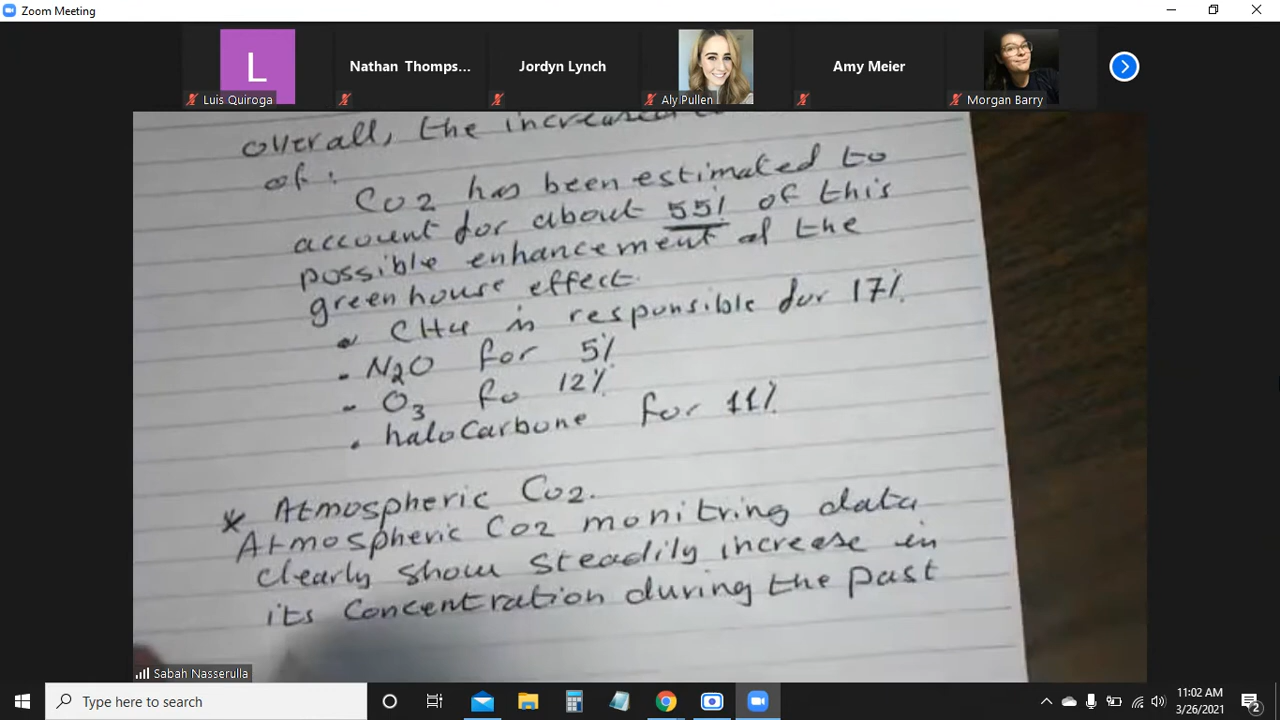 Zoom Meeting
L
Nathan Thomps...
Jordyn Lynch
Amy Meier
Luis Quiroga
Aly Pullen
Morgan Barry
overall, the increased
of:
CO2 has been estimated to
account for about 55% of this
possible enhancement of the
greenhouse effect.
• CH4 is responsible for 17%.
- N2O for 5%
- O3 fo 12%
• halocarbone for 11%
* Atmospheric CO2.
Atmospheric CO2 monitring data
clearly show steadily increase in
its concentration during the past
Sabah Nasserulla
Type here to search
11:02 AM
3/26/2021
2